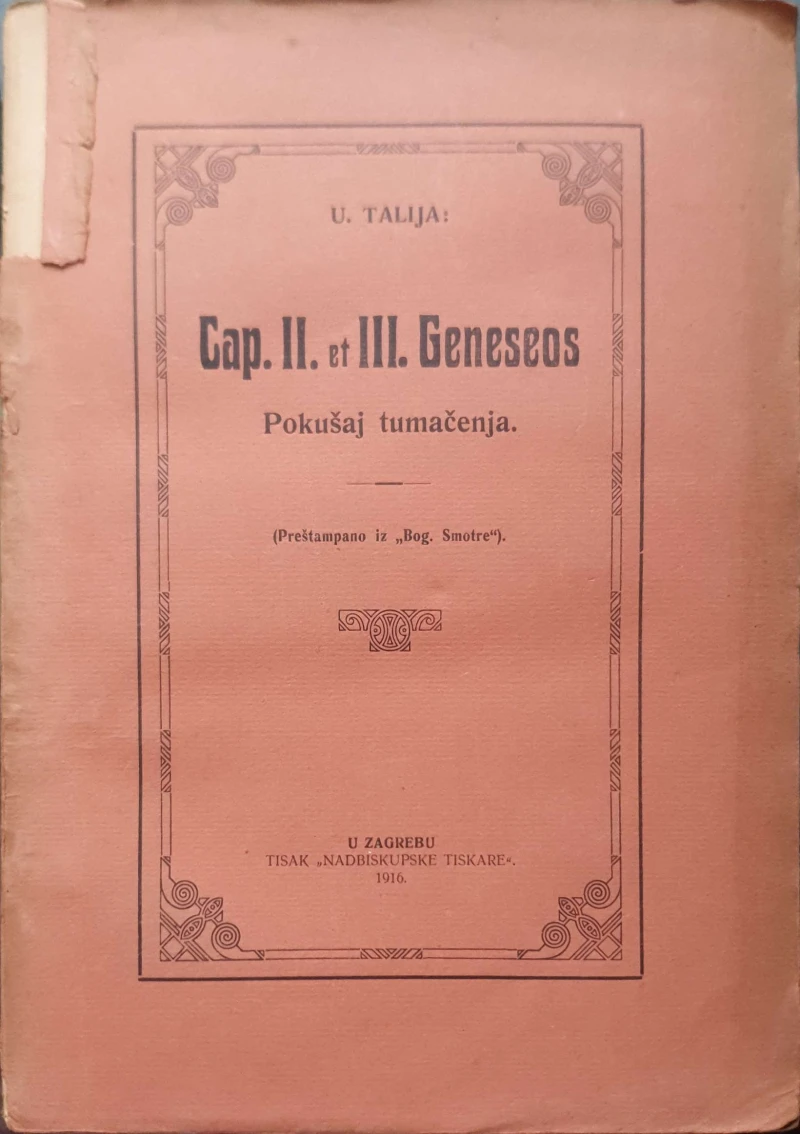 U. TALIJA:
Cap. II. et III. Geneseos
Pokušaj tumačenja.
(Preštampano iz „Bog. Smotre“).
U ZAGREBU
TISAK „NADBISKUPSKE TISKARE“.
1916.